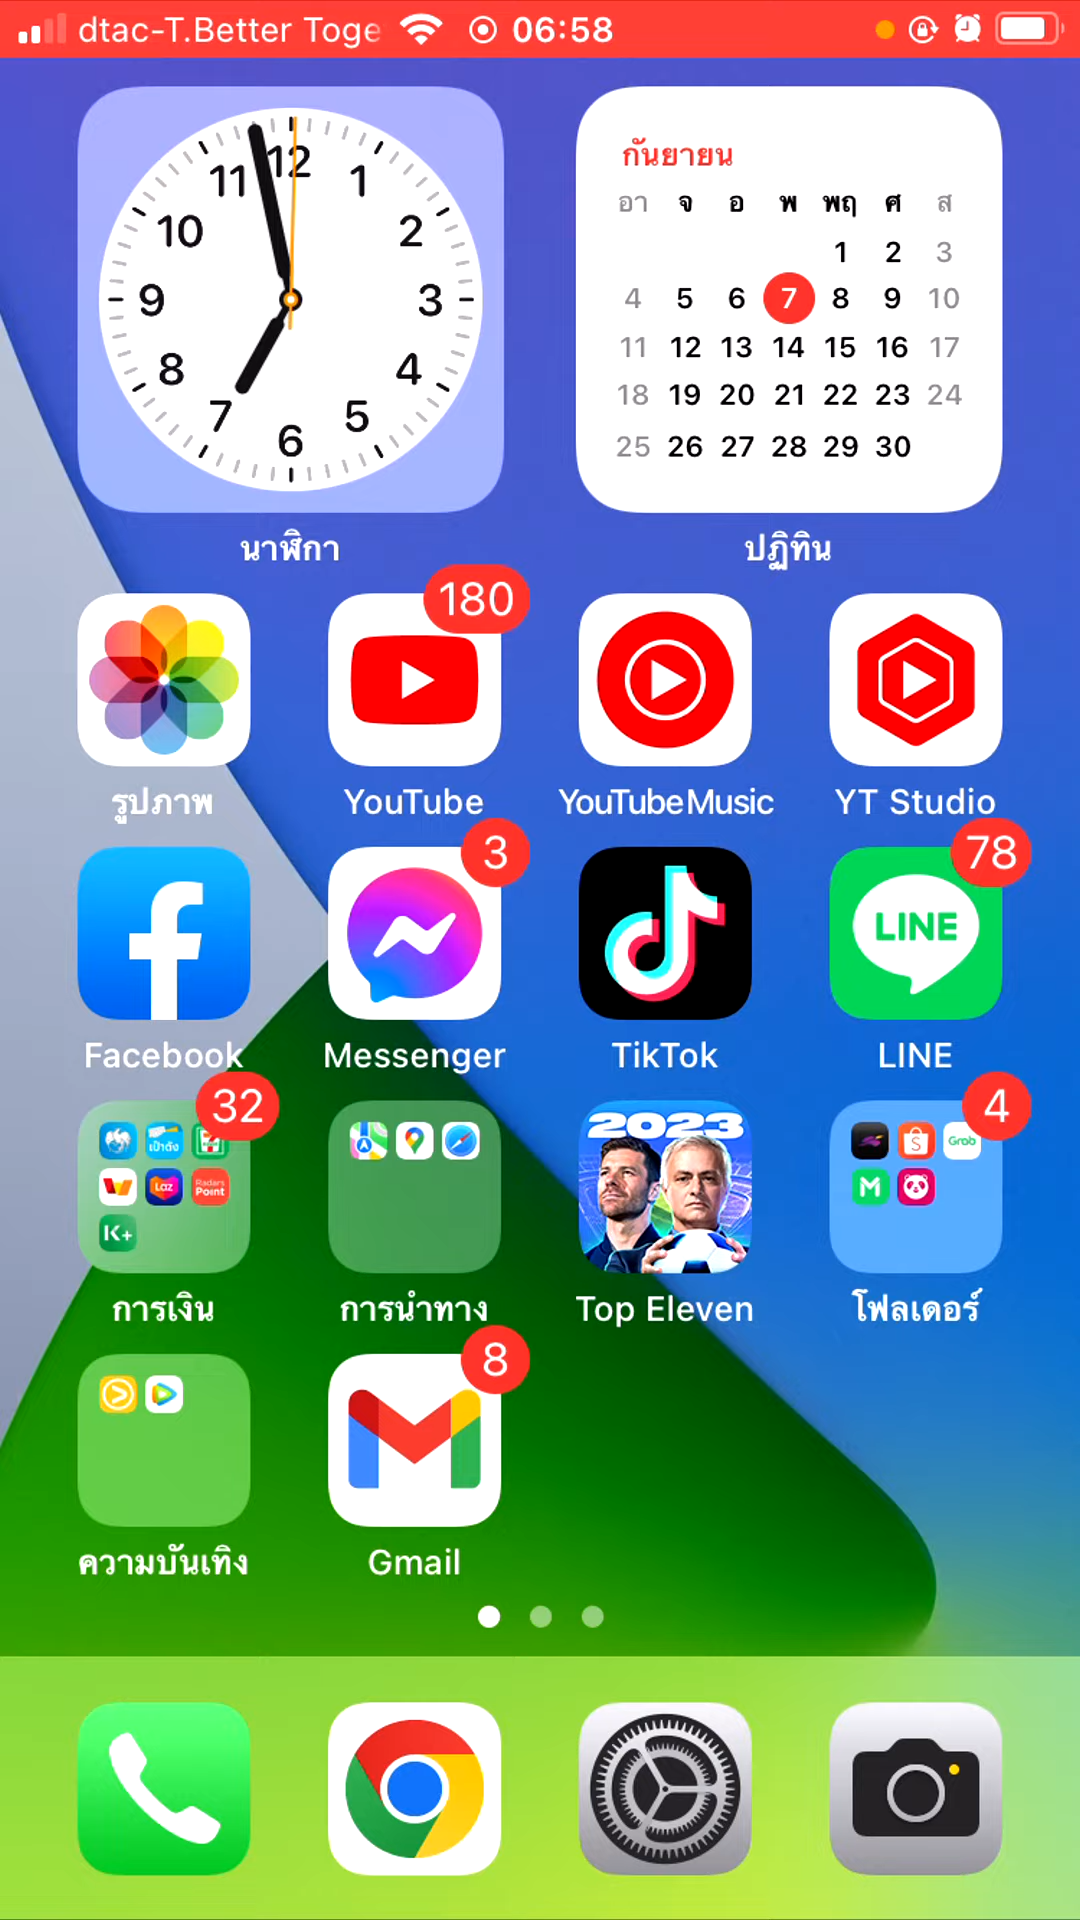 dtac-T.Better Toge 06:58
12
11 1
10 2
9 3
8 4
7 5
6
กันยายน
อา จ อ พ พฤ ศ ส
1 2 3
4 5 6 7 8 9 10
11 12 13 14 15 16 17
18 19 20 21 22 23 24
25 26 27 28 29 30
นาฬิกา ปฏิทิน
180
รูปภาพ YouTube YouTube Music YT Studio
3 78
LINE
Facebook Messenger TikTok LINE
32 2023 4
เป๋าตัง Grab
Laz Radars Point
K+
การเงิน การนำทาง Top Eleven โฟลเดอร์
8
ความบันเทิง Gmail